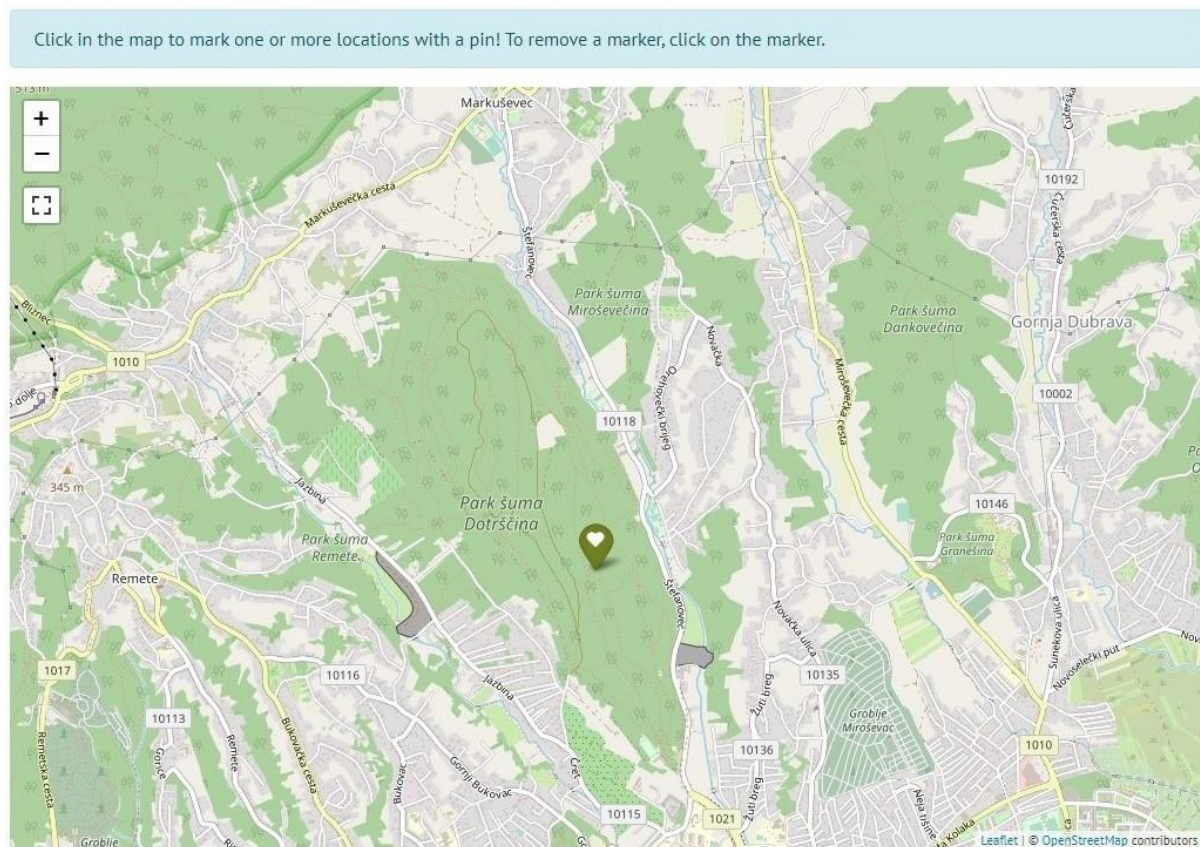 Click in the map to mark one or more locations with a pin! To remove a marker, click on the marker.
513 m
+
−
Markuševec
Čučerska
10192
Markuševečka cesta
Čučerska cesta
Štefanovec
Park šuma
Miroševečina
Park šuma
Dankovečina
Gornja Dubrava
Bliznec
1010
Novačka
Orehovečki brijeg
Miroševečka cesta
dolje
10002
10118
345 m
Jazbina
Park šuma
Dotrščina
10146
Park šuma
Remete
Park šuma
Granešina
Remete
Štefanovec
Novačka ulica
Sunekova ulica
Novoselečki put
1017
10116
Jazbina
10135
Žuti breg
10113
Groblje
Miroševac
Bukovačka cesta
Remetska cesta
Remete
Gorice
10136
1010
Gornji Bukovac
Čret
Bukovac
Žuti breg
10115
1021
Groblje
Leaflet | © OpenStreetMap contributors